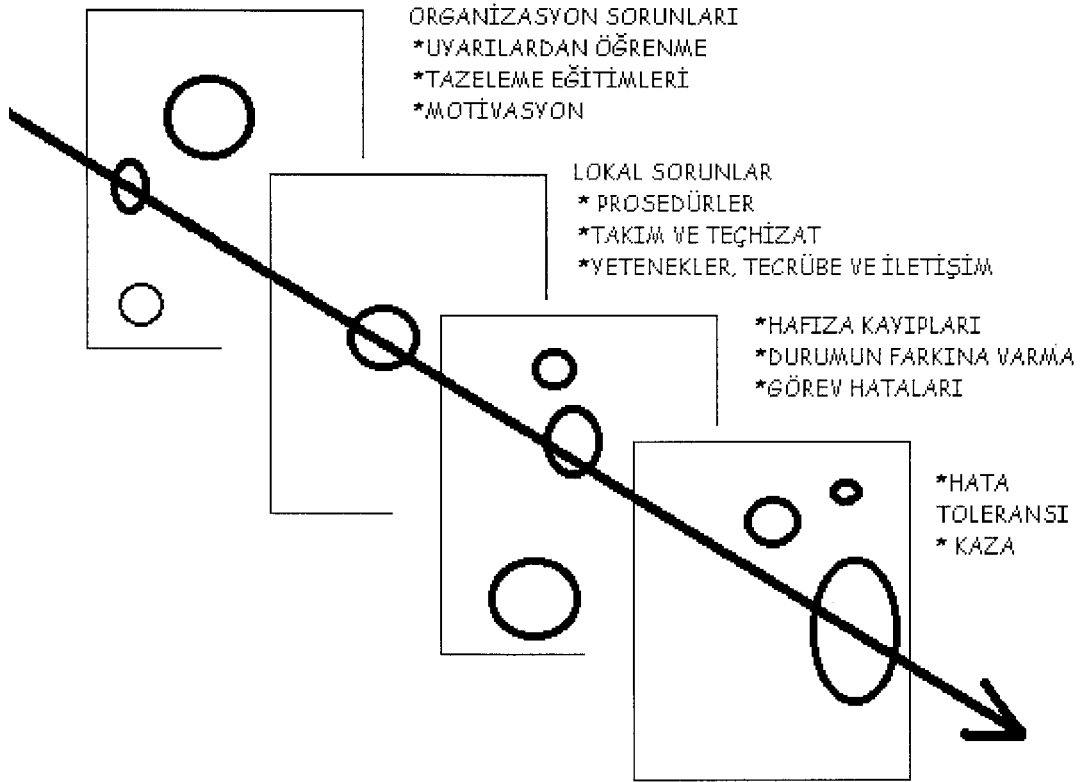 ORGANİZASYON SORUNLARI
*UYARILARDAN ÖĞRENME
*TAZELEME EĞİTİMLERİ
*MOTİVASYON
LOKAL SORUNLAR
* PROSEDÜRLER
*TAKIM VE TEÇHİZAT
*YETENEKLER, TECRÜBE VE İLETİŞİM
*HAFIZA KAYIPLARI
*DURUMUN FARKINA VARMA
*GÖREV HATALARI
*HATA
TOLERANSI
* KAZA